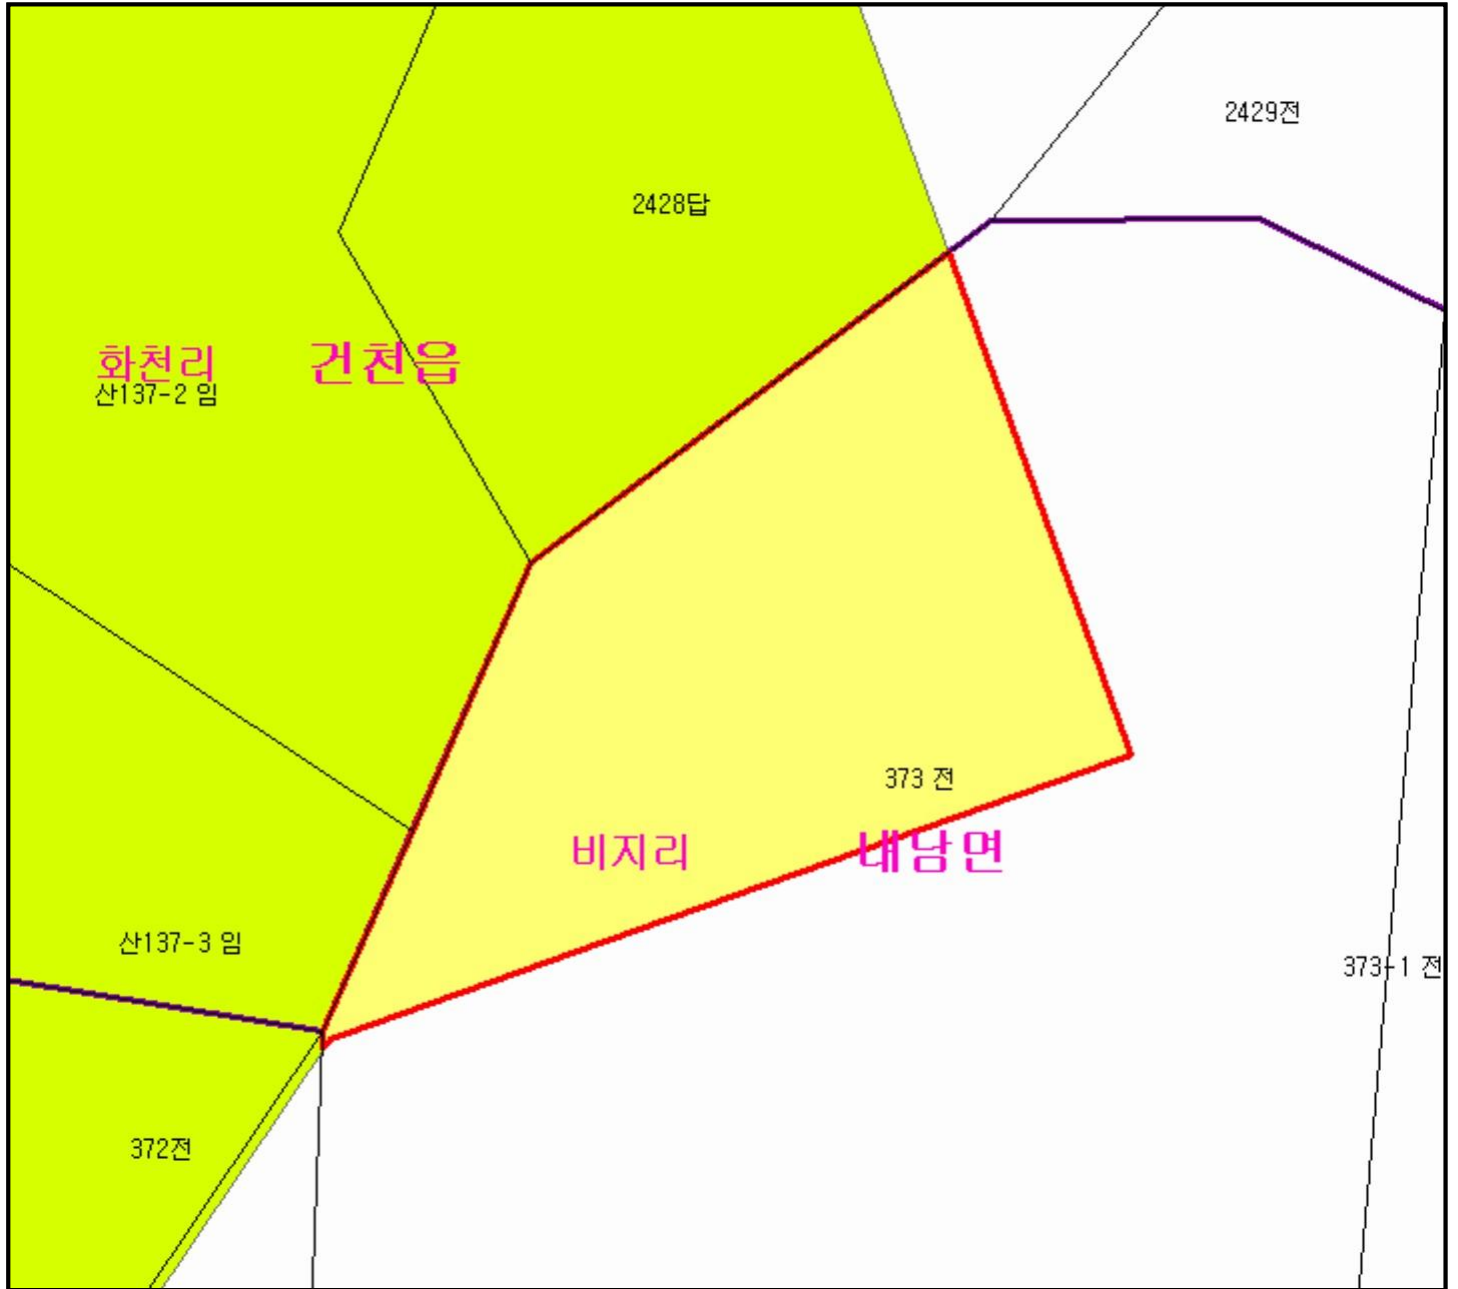 2429전
2428답
화천리 건천읍
산137-2 임
373 전
비지리 내남면
산137-3 임
373-1 전
372전